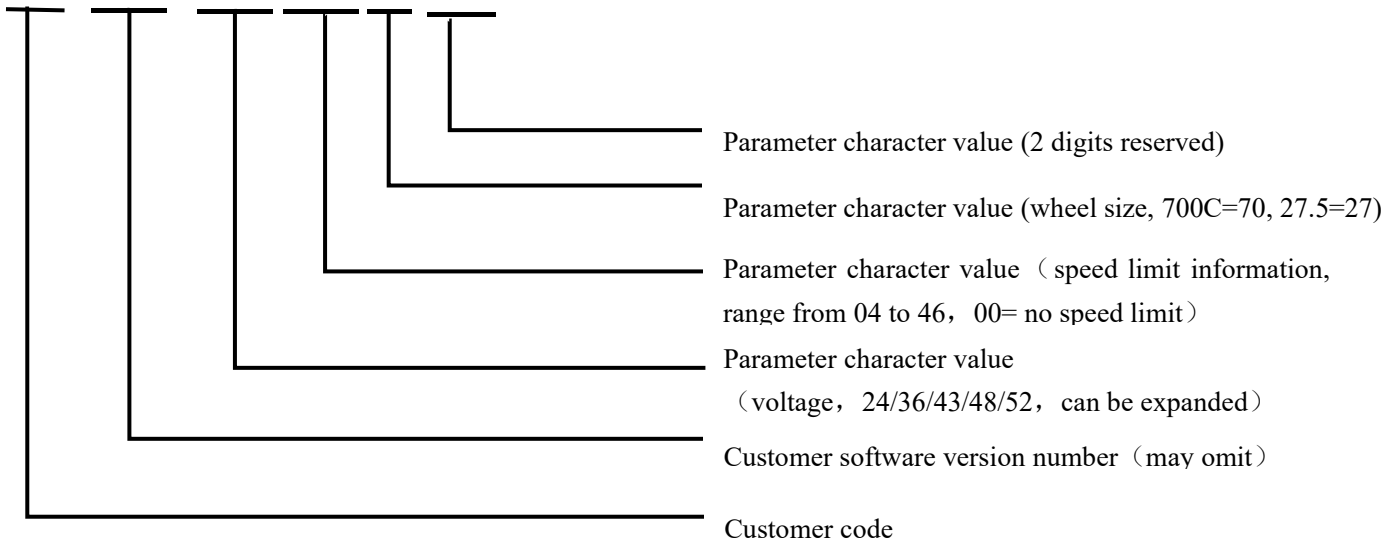 Parameter character value (2 digits reserved)
Parameter character value (wheel size, 700C=70, 27.5=27)
Parameter character value（speed limit information,
range from 04 to 46，00= no speed limit）
Parameter character value
（voltage，24/36/43/48/52，can be expanded）
Customer software version number（may omit）
Customer code